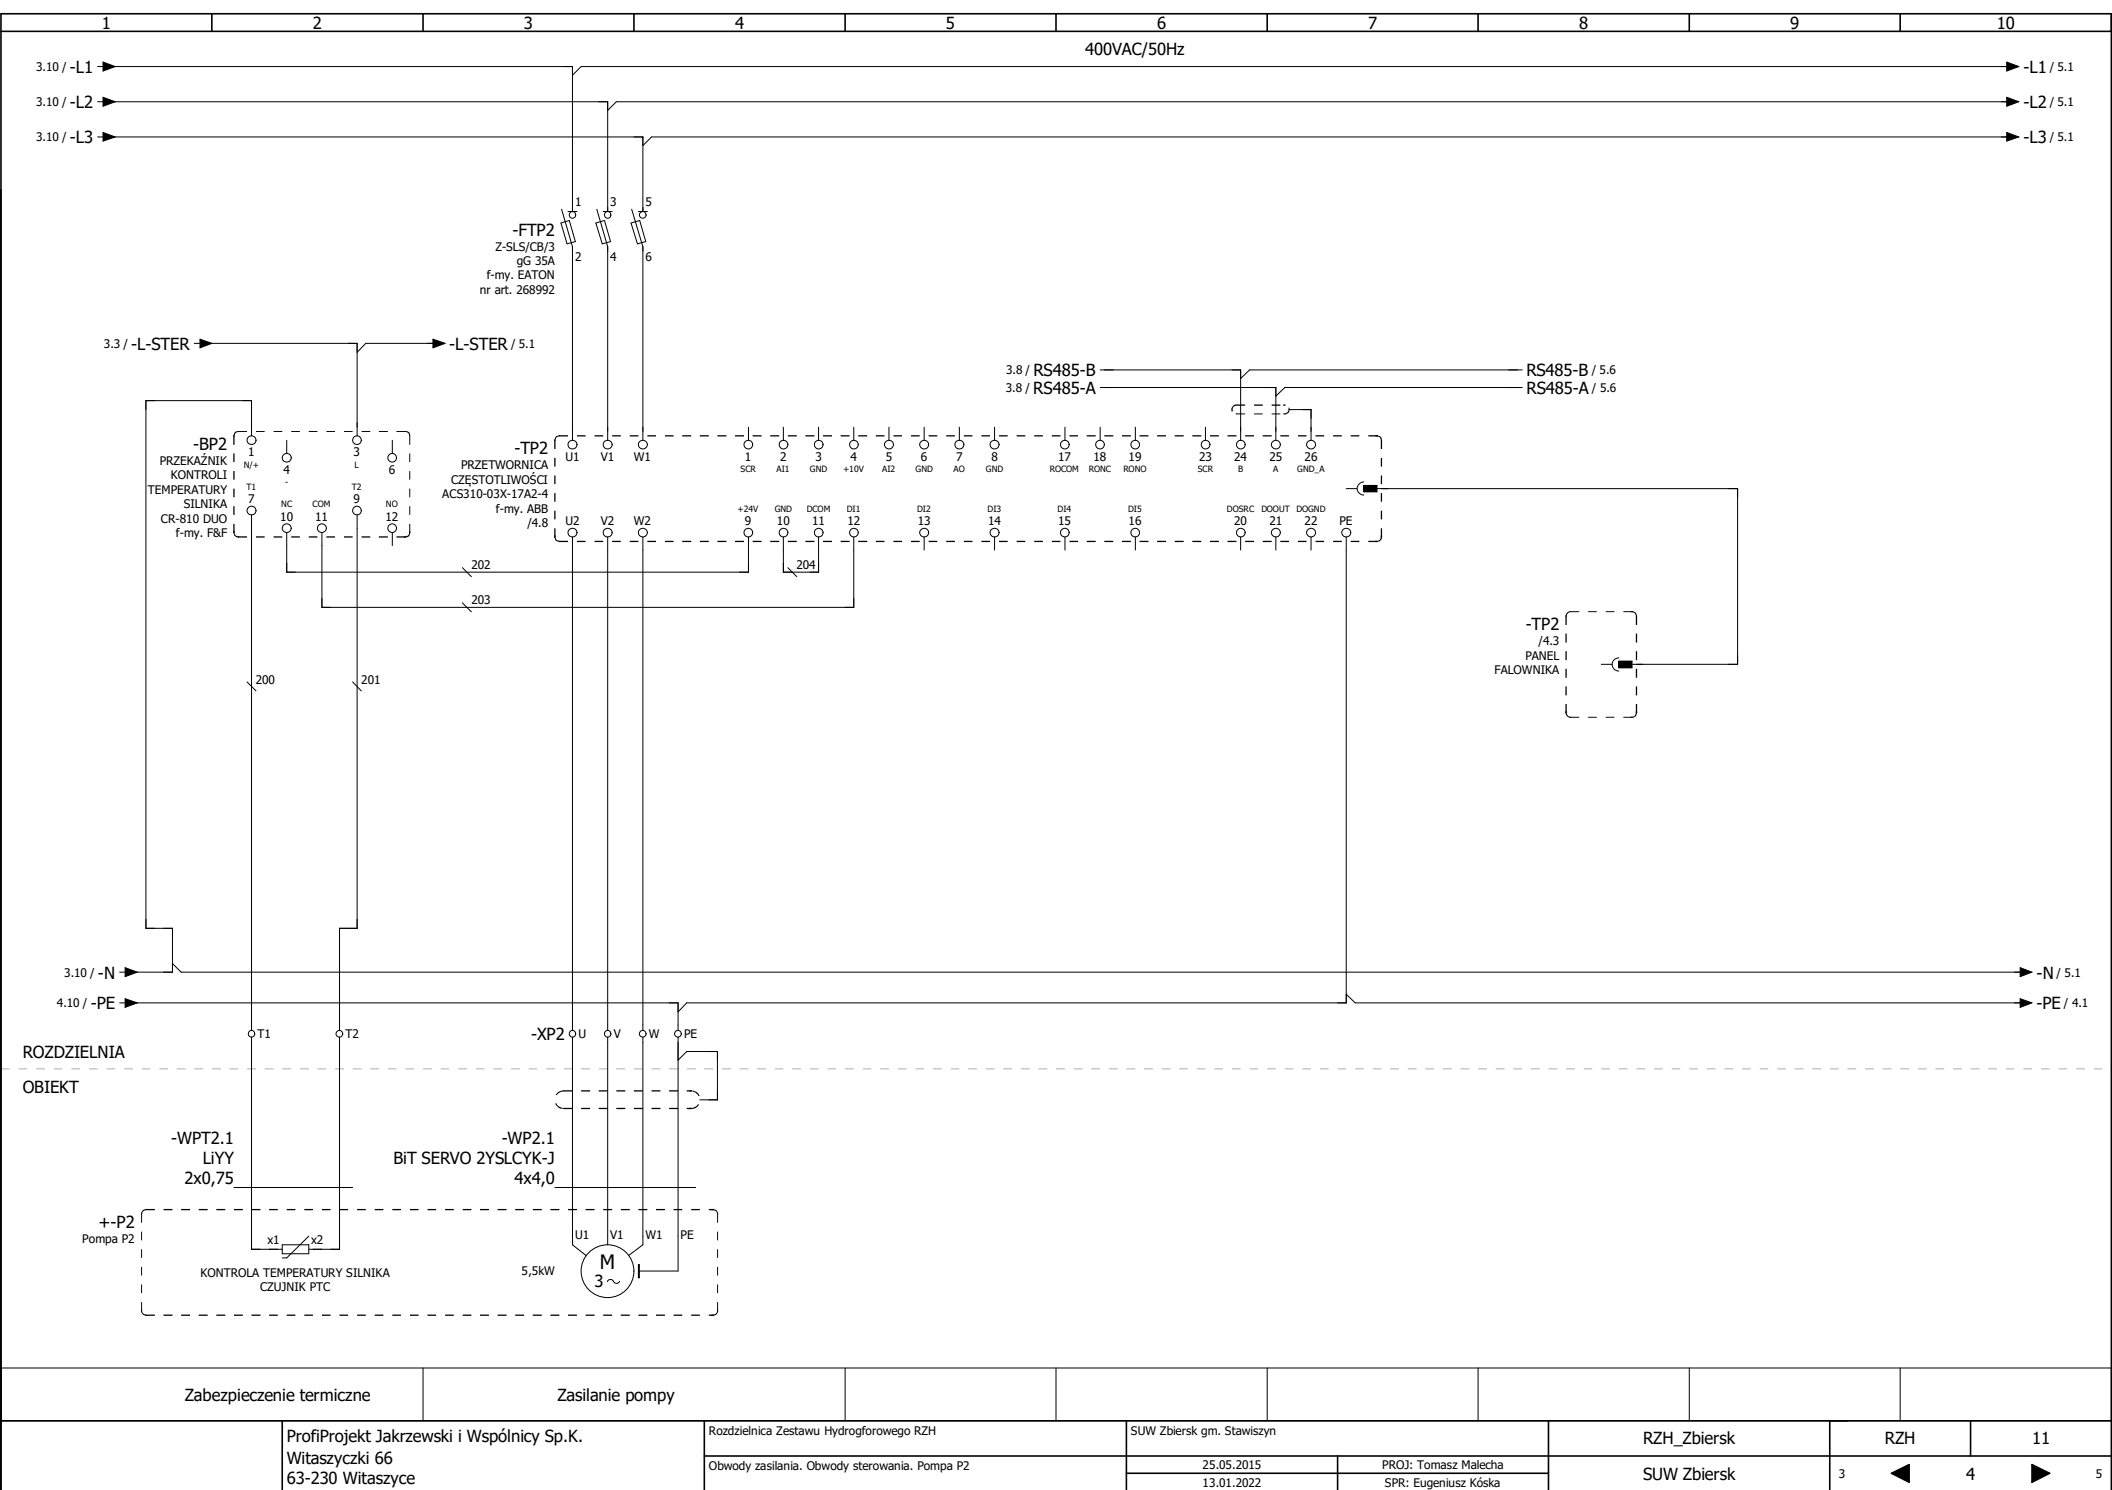 1 2 3 4 5 6 7 8 9 10
400VAC/50Hz
3.10 / -L1
-L1 / 5.1
3.10 / -L2
-L2 / 5.1
3.10 / -L3
-L3 / 5.1
1 3 5
-FTP2
Z-SLS/CB/3
gG 35A
f-my. EATON
nr art. 268992
2 4 6
3.3 / -L-STER
-L-STER / 5.1
3.8 / RS485-B
RS485-B / 5.6
3.8 / RS485-A
RS485-A / 5.6
-BP2
PRZEKAŹNIK
KONTROLI
TEMPERATURY
SILNIKA
CR-810 DUO
f-my. F&F
1 4 3 6
N/+ - L
T1 T2
7 9
NC COM NO
10 11 12
-TP2
PRZETWORNICA
CZĘSTOTLIWOŚCI
ACS310-03X-17A2-4
f-my. ABB
/4.8
U1 V1 W1
1 2 3 4 5 6 7 8 17 18 19 23 24 25 26
SCR AI1 GND +10V AI2 GND AO GND ROCOM RONC RONO SCR B A GND_A
+24V GND DCOM DI1 DI2 DI3 DI4 DI5 DOSRC DOOUT DOGND
U2 V2 W2 9 10 11 12 13 14 15 16 20 21 22 PE
202
204
203
-TP2
/4.3
PANEL
FALOWNIKA
200
201
3.10 / -N
-N / 5.1
4.10 / -PE
-PE / 4.1
T1 T2
-XP2 U V W PE
ROZDZIELNIA
OBIEKT
-WPT2.1
LiYY
2x0,75
-WP2.1
BiT SERVO 2YSLCYK-J
4x4,0
+-P2
Pompa P2
x1 x2
KONTROLA TEMPERATURY SILNIKA
CZUJNIK PTC
U1 V1 W1 PE
5,5kW
M
3~
Zabezpieczenie termiczne
Zasilanie pompy
ProfiProjekt Jakrzewski i Wspólnicy Sp.K.
Witaszyczki 66
63-230 Witaszyce
Rozdzielnica Zestawu Hydrogforowego RZH
Obwody zasilania. Obwody sterowania. Pompa P2
SUW Zbiersk gm. Stawiszyn
25.05.2015
PROJ: Tomasz Malecha
13.01.2022
SPR: Eugeniusz Kóska
RZH_Zbiersk
SUW Zbiersk
RZH
11
3 4 5